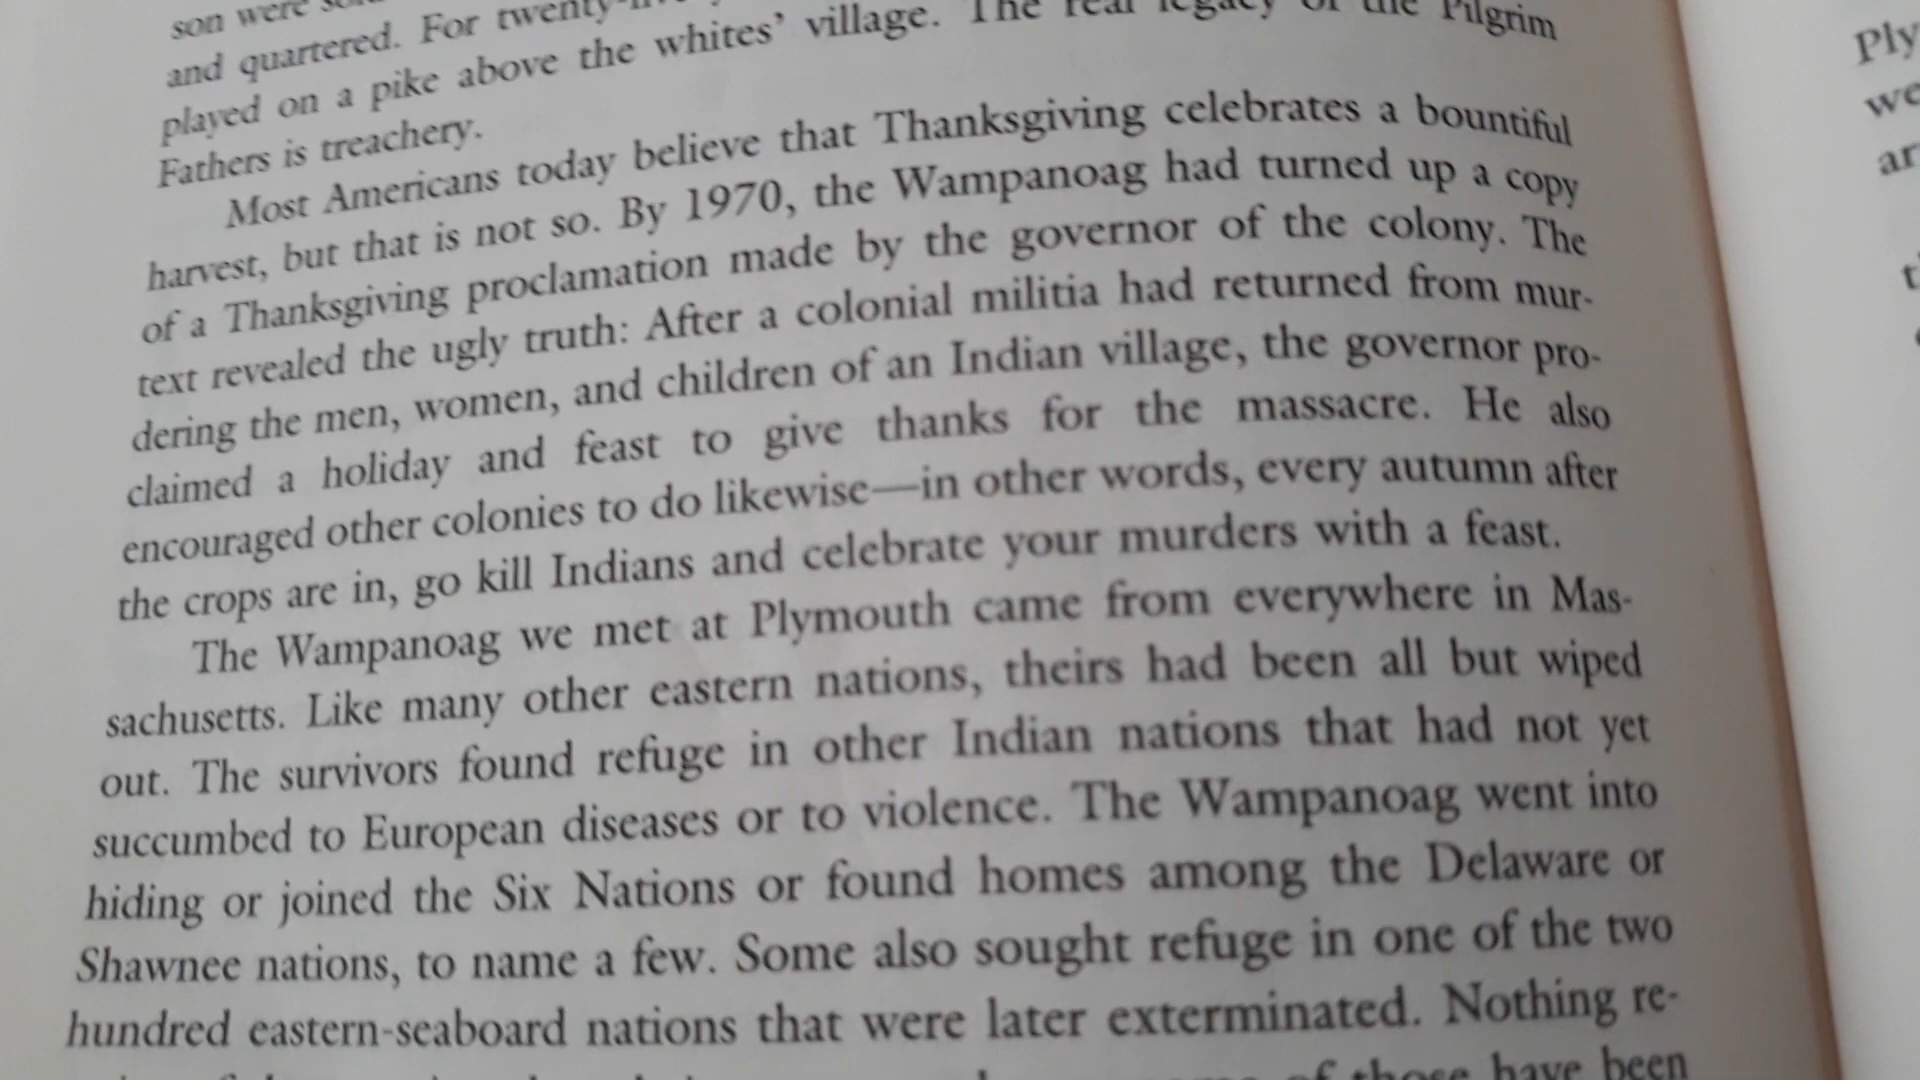 son were
and quartered. For twenty-
played on a pike above the whites' village. The real legacy of the Pilgrim
Fathers is treachery.
Most Americans today believe that Thanksgiving celebrates a bountiful
harvest, but that is not so. By 1970, the Wampanoag had turned up a copy
of a Thanksgiving proclamation made by the governor of the colony. The
text revealed the ugly truth: After a colonial militia had returned from mur-
dering the men, women, and children of an Indian village, the governor pro-
claimed a holiday and feast to give thanks for the massacre. He also
encouraged other colonies to do likewise—in other words, every autumn after
the crops are in, go kill Indians and celebrate your murders with a feast.
The Wampanoag we met at Plymouth came from everywhere in Mas-
sachusetts. Like many other eastern nations, theirs had been all but wiped
out. The survivors found refuge in other Indian nations that had not yet
succumbed to European diseases or to violence. The Wampanoag went into
hiding or joined the Six Nations or found homes among the Delaware or
Shawnee nations, to name a few. Some also sought refuge in one of the two
hundred eastern-seaboard nations that were later exterminated. Nothing re-
of those have been
Ply
we
ar